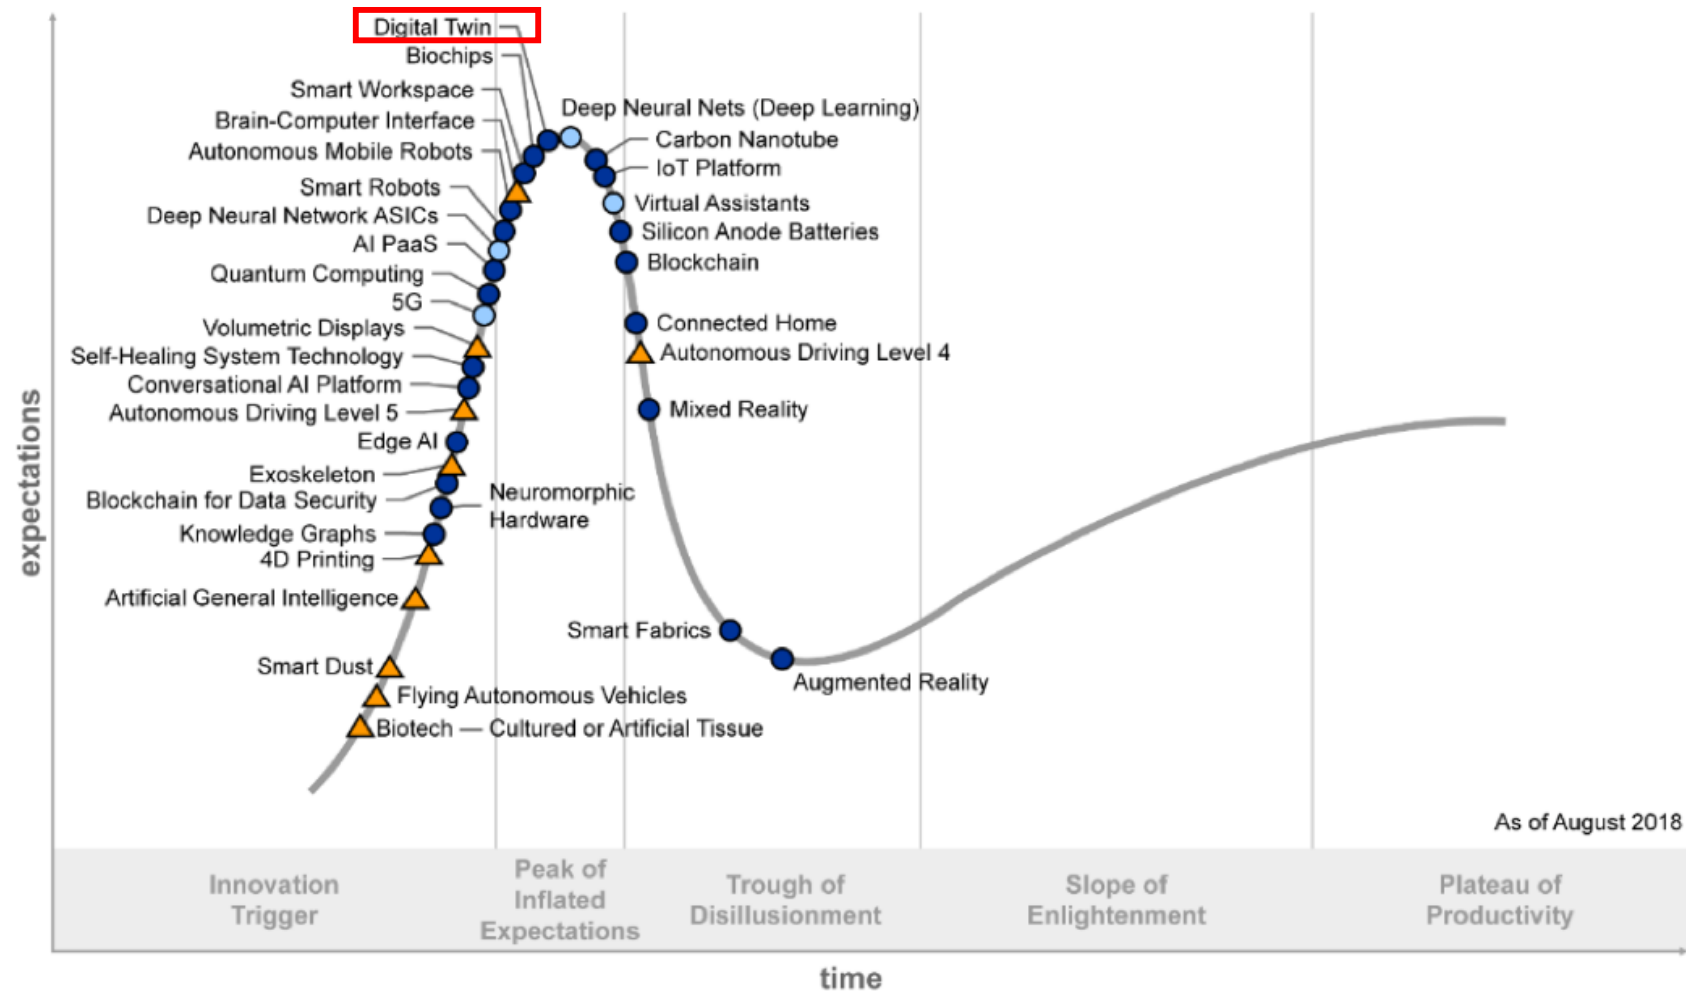 Digital Twin
Biochips
Smart Workspace
Brain-Computer Interface
Autonomous Mobile Robots
Smart Robots
Deep Neural Network ASICs
AI PaaS
Quantum Computing
5G
Volumetric Displays
Self-Healing System Technology
Conversational AI Platform
Autonomous Driving Level 5
Edge AI
Exoskeleton
Blockchain for Data Security
Neuromorphic
Hardware
Knowledge Graphs
4D Printing
Artificial General Intelligence
Smart Dust
Flying Autonomous Vehicles
Biotech — Cultured or Artificial Tissue
Deep Neural Nets (Deep Learning)
Carbon Nanotube
IoT Platform
Virtual Assistants
Silicon Anode Batteries
Blockchain
Connected Home
Autonomous Driving Level 4
Mixed Reality
Smart Fabrics
Augmented Reality
As of August 2018
expectations
Innovation
Trigger
Peak of
Inflated
Expectations
Trough of
Disillusionment
Slope of
Enlightenment
Plateau of
Productivity
time